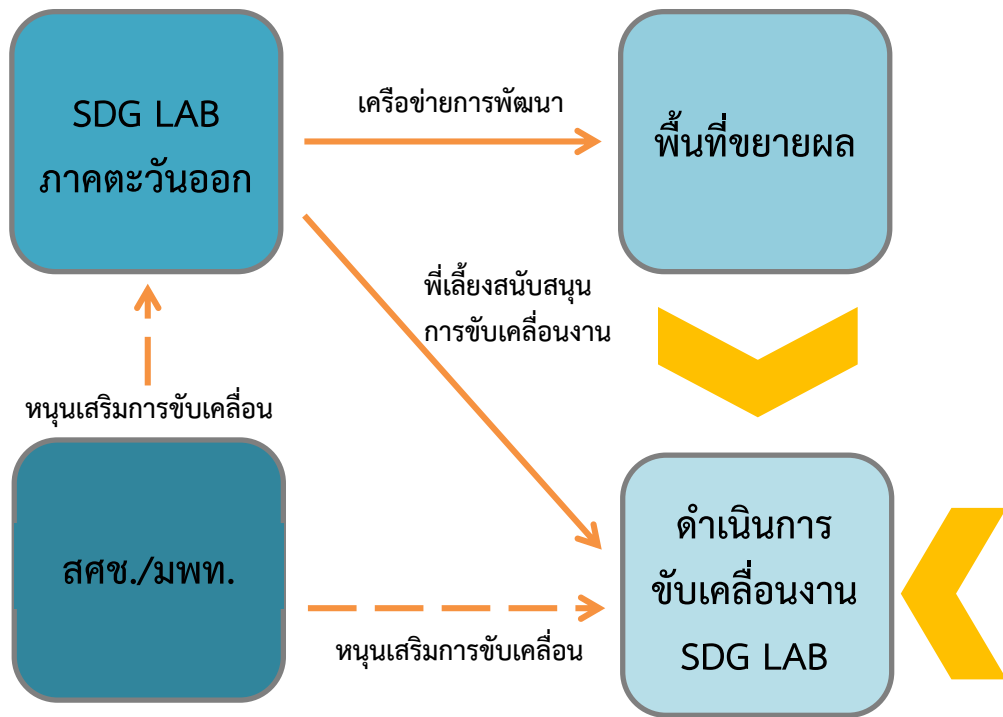 SDG LAB
ภาคตะวันออก
เครือข่ายการพัฒนา
พื้นที่ขยายผล
พี่เลี้ยงสนับสนุน
การขับเคลื่อนงาน
หนุนเสริมการขับเคลื่อน
สศช./มพท.
หนุนเสริมการขับเคลื่อน
ดำเนินการ
ขับเคลื่อนงาน
SDG LAB